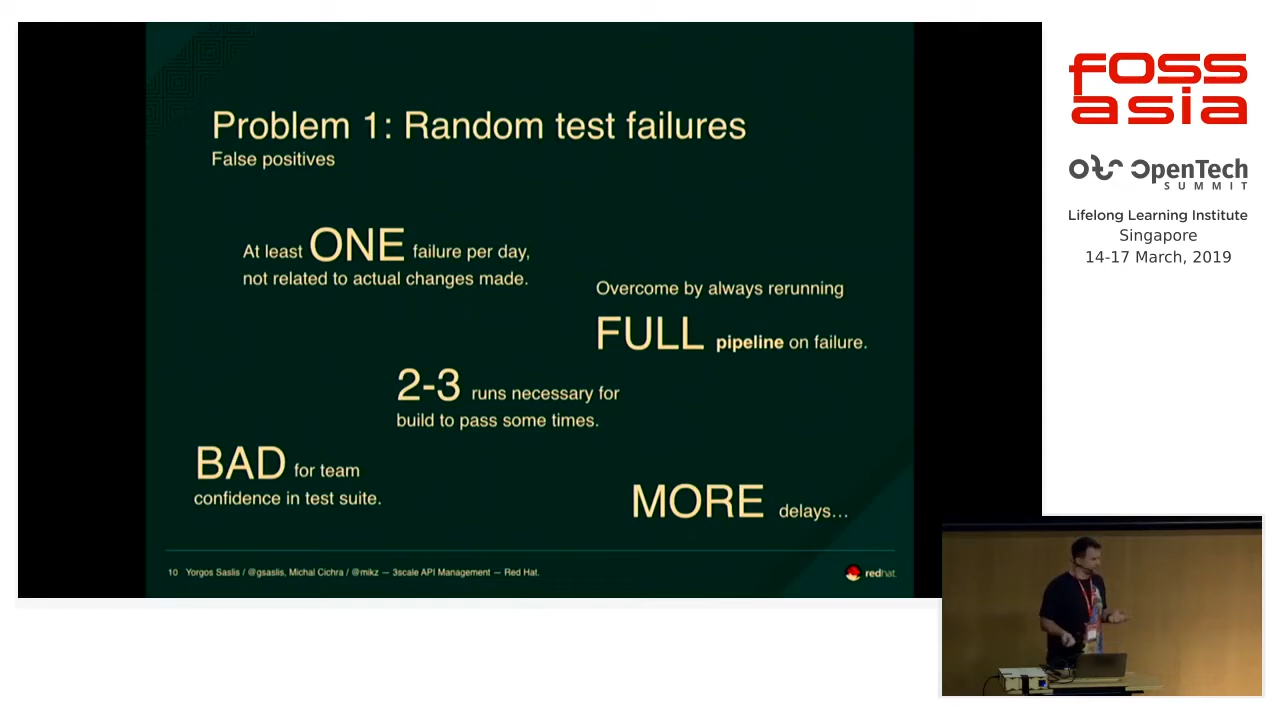 Problem 1: Random test failures
False positives
At least ONE failure per day,
not related to actual changes made.
Overcome by always rerunning
FULL pipeline on failure.
2-3 runs necessary for
build to pass some times.
BAD for team
confidence in test suite.
MORE delays...
10 Yorgos Saslis / @gsaslis, Michal Cichra / @mikz — 3scale API Management — Red Hat.
redhat.
foss
asia
OpenTech
SUMMIT
Lifelong Learning Institute
Singapore
14-17 March, 2019